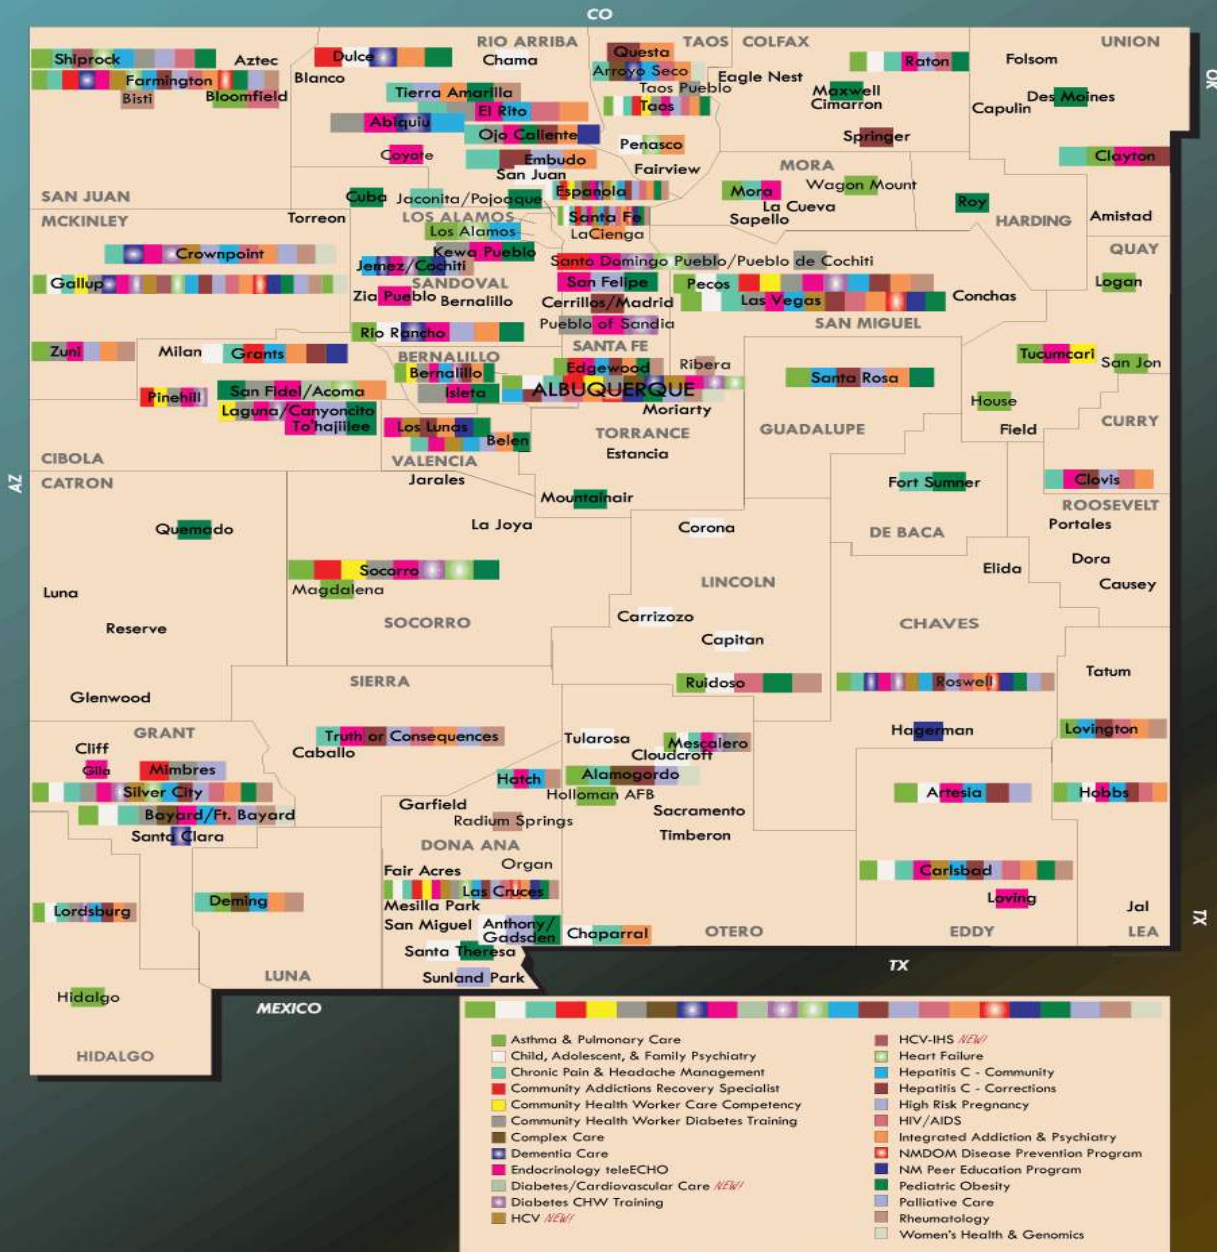 CO
RIO ARRIBA
TAOS
COLFAX
UNION
Shiprock
Aztec
Dulce
Chama
Questa
Raton
Folsom
OK
Farmington
Blanco
Arroyo Seco
Eagle Nest
Bisti
Bloomfield
Tierra Amarilla
Taos Pueblo
Maxwell
Des Moines
El Rito
Taos
Cimarron
Capulin
Abiquiu
Ojo Caliente
Penasco
Springer
Coyote
Embudo
Fairview
MORA
Clayton
San Juan
SAN JUAN
Cuba
Jaconita/Pojoaque
Espanola
Mora
Wagon Mount
Roy
La Cueva
MCKINLEY
Torreon
LOS ALAMOS
Santa Fe
Sapello
HARDING
Amistad
Los Alamos
LaCienga
Crownpoint
Kewa Pueblo
Santo Domingo Pueblo/Pueblo de Cochiti
QUAY
Jemez/Cochiti
Gallup
SANDOVAL
San Felipe
Pecos
Logan
Zia Pueblo
Bernalillo
Cerrillos/Madrid
Las Vegas
Conchas
Rio Rancho
Pueblo of Sandia
SAN MIGUEL
Zuni
Milan
Grants
BERNALILLO
SANTA FE
Tucumcari
San Jon
Bernalillo
Edgewood
Ribera
Santa Rosa
Pinehill
San Fidel/Acoma
Isleta
ALBUQUERQUE
House
Laguna/Canyoncito
Moriarty
To'hajiilee
Los Lunas
TORRANCE
GUADALUPE
Field
CURRY
Belen
CIBOLA
VALENCIA
Estancia
AZ
CATRON
Jarales
Fort Sumner
Clovis
Mountainair
ROOSEVELT
Quemado
La Joya
Corona
DE BACA
Portales
Socorro
Elida
Dora
Magdalena
LINCOLN
Causey
Luna
Reserve
SOCORRO
Carrizozo
Capitan
CHAVES
Glenwood
SIERRA
Ruidoso
Roswell
Tatum
GRANT
Truth or Consequences
Tularosa
Mescalero
Hagerman
Lovington
Cliff
Caballo
Cloudcroft
Gila
Mimbres
Hatch
Alamogordo
Silver City
Holloman AFB
Artesia
Hobbs
Bayard/Ft. Bayard
Garfield
Sacramento
Santa Clara
Radium Springs
Timberon
DONA ANA
Organ
Fair Acres
Carlsbad
Deming
Las Cruces
Loving
Lordsburg
Mesilla Park
Jal
San Miguel
Anthony/
Gadsden
Chaparral
OTERO
EDDY
LEA
TX
Santa Theresa
LUNA
Sunland Park
TX
Hidalgo
MEXICO
HIDALGO
Asthma & Pulmonary Care
Child, Adolescent, & Family Psychiatry
Chronic Pain & Headache Management
Community Addictions Recovery Specialist
Community Health Worker Care Competency
Community Health Worker Diabetes Training
Complex Care
Dementia Care
Endocrinology teleECHO
Diabetes/Cardiovascular Care NEW!
Diabetes CHW Training
HCV NEW!
HCV-IHS NEW!
Heart Failure
Hepatitis C - Community
Hepatitis C - Corrections
High Risk Pregnancy
HIV/AIDS
Integrated Addiction & Psychiatry
NMDOM Disease Prevention Program
NM Peer Education Program
Pediatric Obesity
Palliative Care
Rheumatology
Women's Health & Genomics